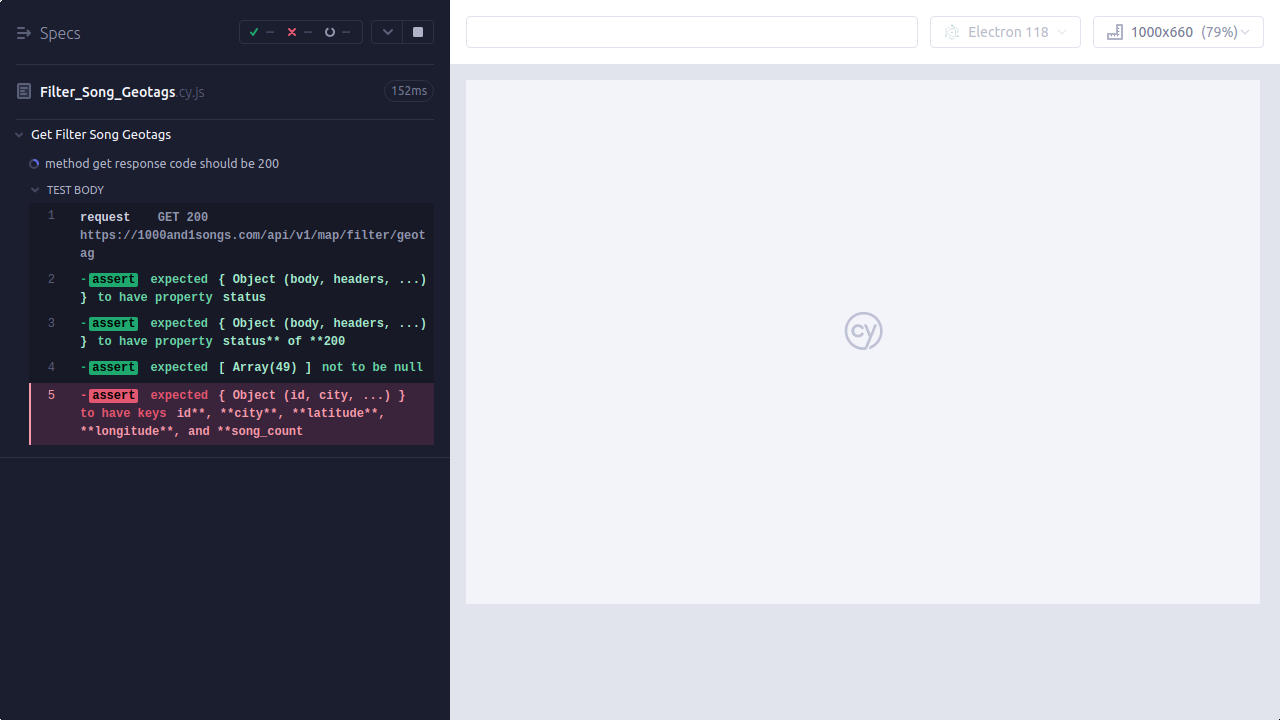 Specs
--
--
--
Electron 118
1000x660 (79%)
Filter_Song_Geotags.cy.js
152ms
Get Filter Song Geotags
method get response code should be 200
TEST BODY
1 request GET 200
https://1000and1songs.com/api/v1/map/filter/geot
ag
2 -assert expected { Object (body, headers, ...)
} to have property status
3 -assert expected { Object (body, headers, ...)
} to have property status** of **200
4 -assert expected [ Array(49) ] not to be null
5 -assert expected { Object (id, city, ...) }
to have keys id**, **city**, **latitude**,
**longitude**, and **song_count
cy